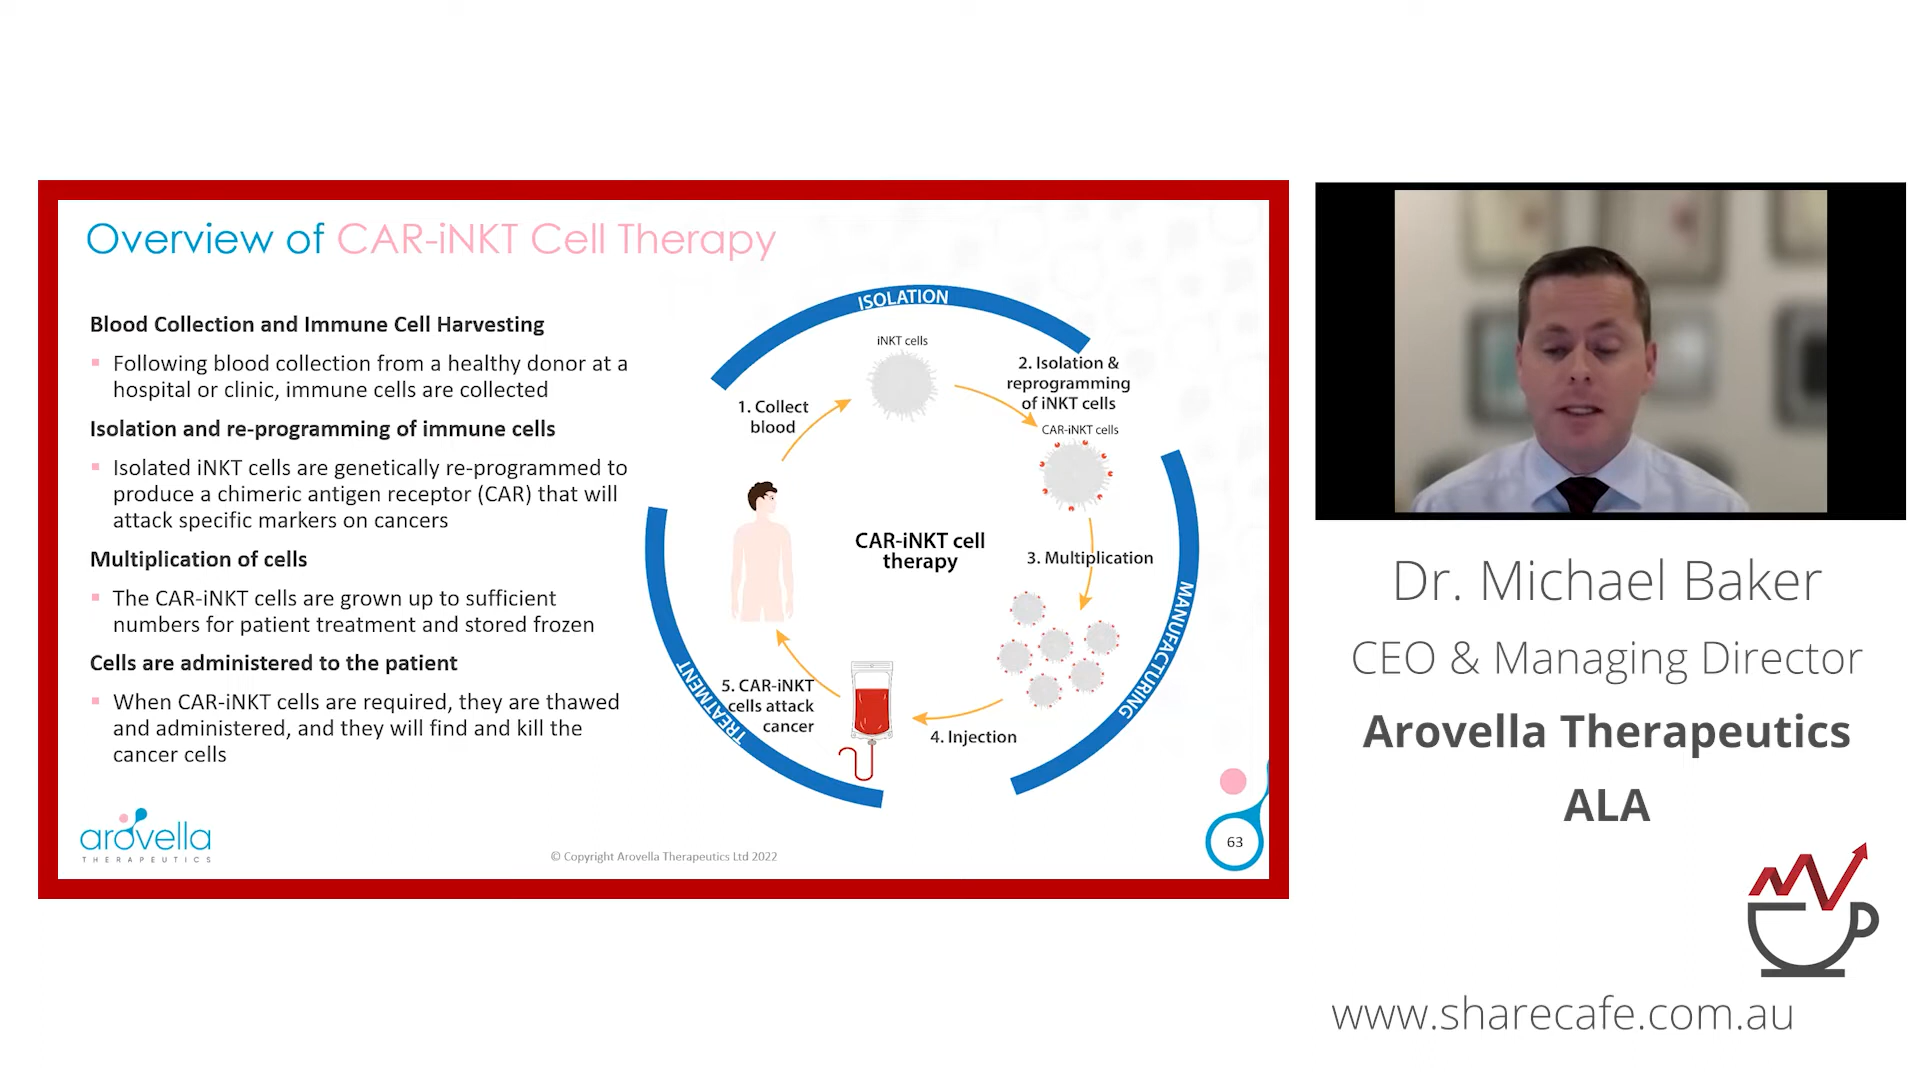 Overview of CAR-iNKT Cell Therapy
Blood Collection and Immune Cell Harvesting
Following blood collection from a healthy donor at a
hospital or clinic, immune cells are collected
Isolation and re-programming of immune cells
Isolated iNKT cells are genetically re-programmed to
produce a chimeric antigen receptor (CAR) that will
attack specific markers on cancers
Multiplication of cells
The CAR-iNKT cells are grown up to sufficient
numbers for patient treatment and stored frozen
Cells are administered to the patient
When CAR-iNKT cells are required, they are thawed
and administered, and they will find and kill the
cancer cells
ISOLATION
iNKT cells
1. Collect
blood
2. Isolation &
reprogramming
of iNKT cells
CAR-iNKT cells
CAR-iNKT cell
therapy
3. Multiplication
MANUFACTURING
4. Injection
5. CAR-iNKT
cells attack
cancer
TREATMENT
arovella
THERAPEUTICS
© Copyright Arovella Therapeutics Ltd 2022
63
Dr. Michael Baker
CEO & Managing Director
Arovella Therapeutics
ALA
www.sharecafe.com.au